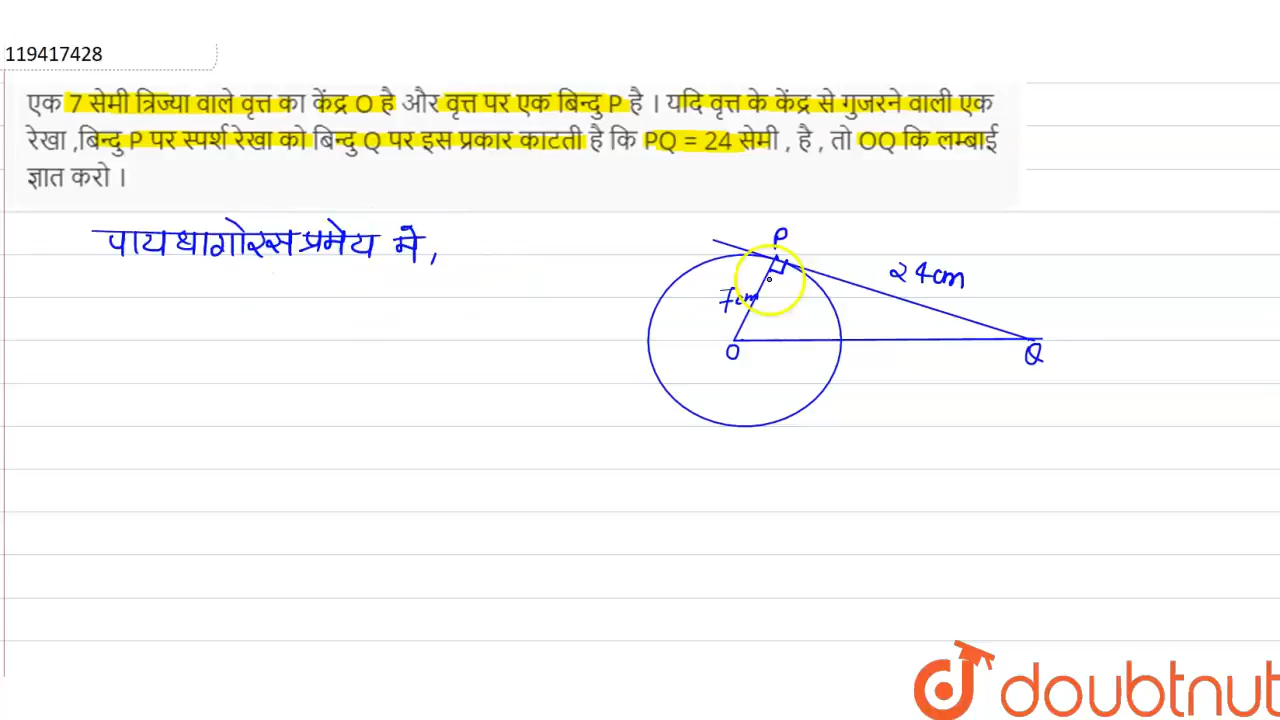 119417428
एक 7 सेमी त्रिज्या वाले वृत्त का केंद्र O है और वृत्त पर एक बिन्दु P है । यदि वृत्त के केंद्र से गुजरने वाली एक
रेखा ,बिन्दु P पर स्पर्श रेखा को बिन्दु Q पर इस प्रकार काटती है कि PQ = 24 सेमी , है , तो OQ कि लम्बाई
ज्ञात करो ।
पायथागोरस प्रमेय मे,
P
24cm
7cm
O
Q
doubtnut